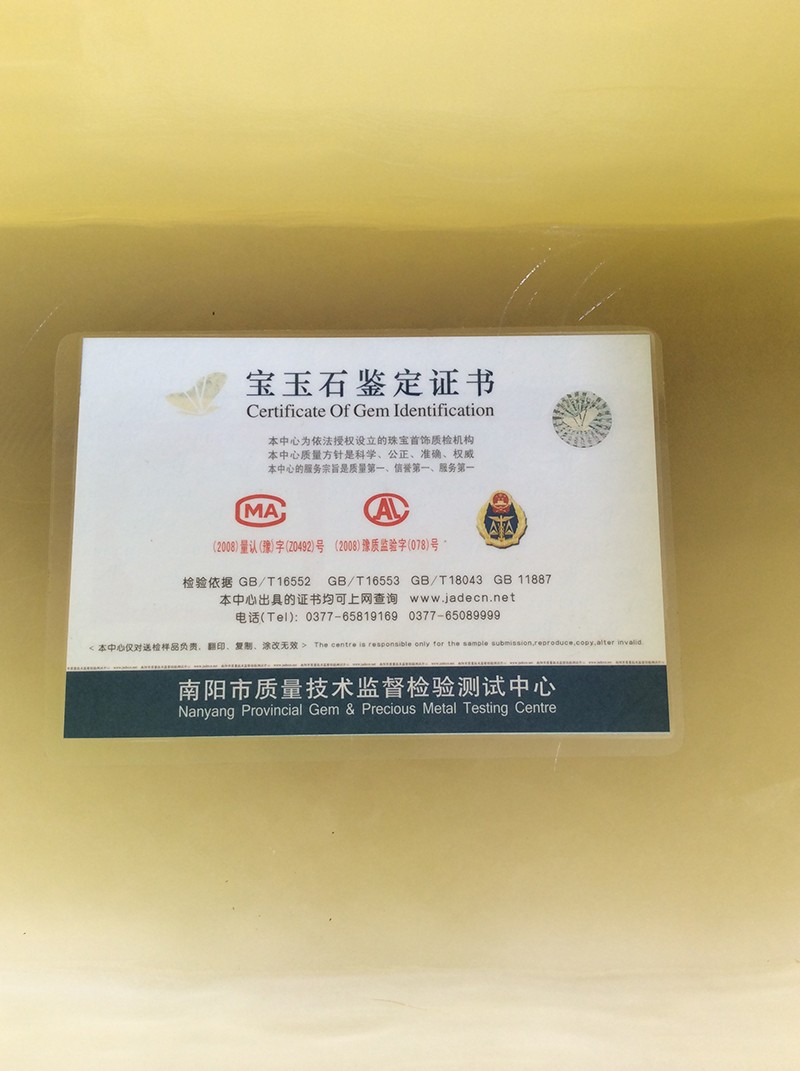 宝玉石鉴定证书
Certificate Of Gem Identification
本中心为依法授权设立的珠宝首饰质检机构
本中心质量方针是科学、公正、准确、权威
本中心的服务宗旨是质量第一、信誉第一、服务第一
MA AL
(2008)量认(豫)字(Z0492)号 (2008)豫质监验字(078)号
检验依据 GB/T16552 GB/T16553 GB/T18043 GB 11887
本中心出具的证书均可上网查询 www.jadecn.net
电话(Tel): 0377-65819169 0377-65089999
< 本中心仅对送检样品负责、翻印、复制、涂改无效 > The centre is responsible only for the sample submission,reproduce,copy,alter invalid.
南阳市质量技术监督检验测试中心
Nanyang Provincial Gem & Precious Metal Testing Centre